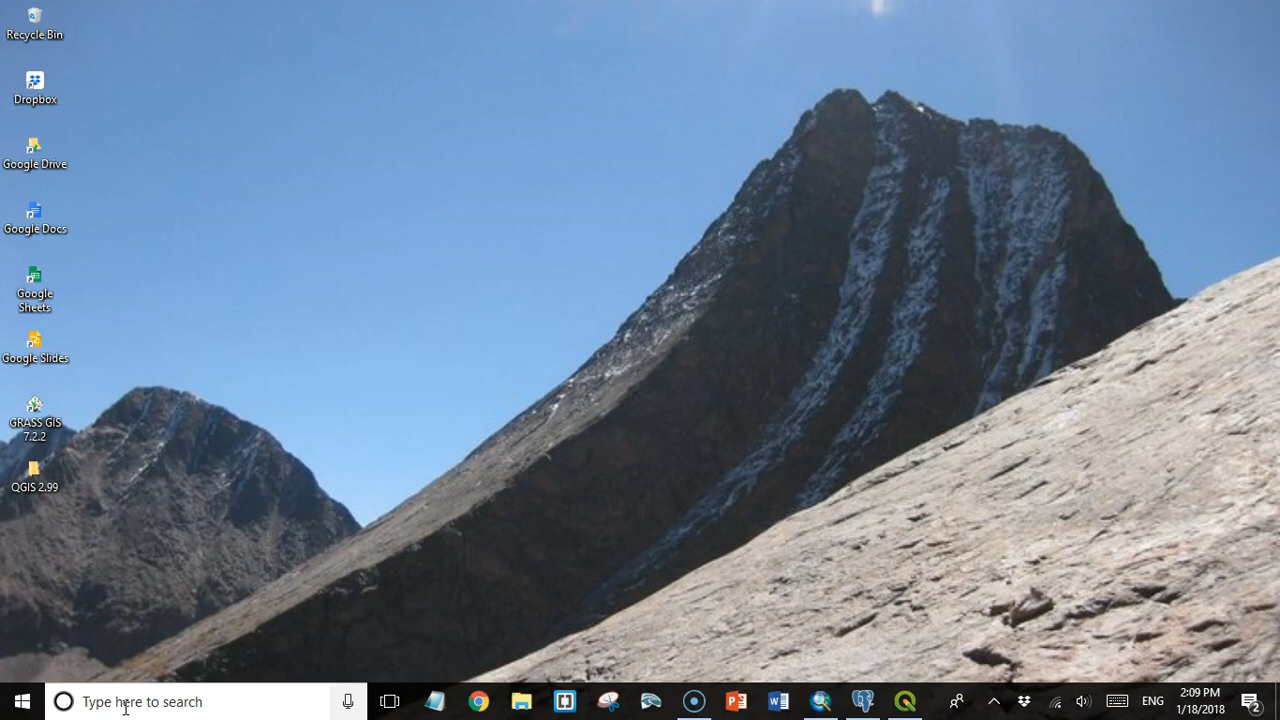 Recycle Bin
Dropbox
Google Drive
Google Docs
Google
Sheets
Google Slides
GRASS GIS
7.2.2
QGIS 2.99
Type here to search
ENG
2:09 PM
1/18/2018
2